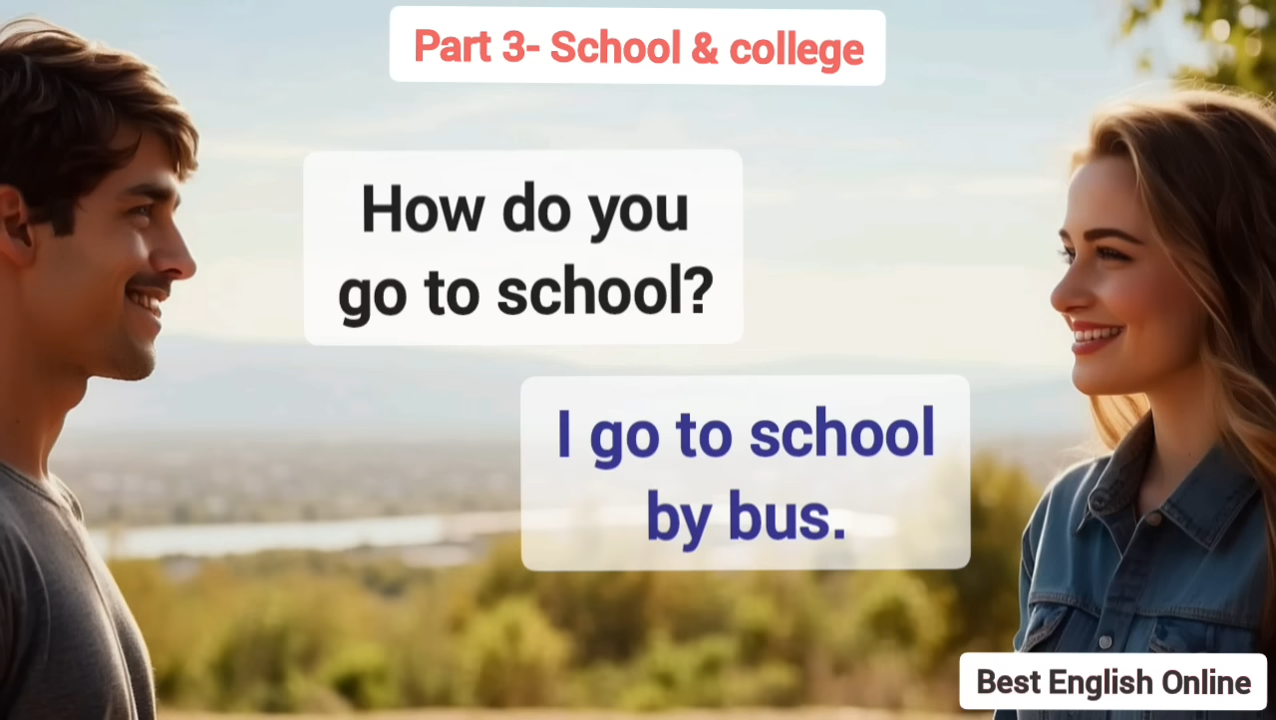 Part 3- School & college
How do you
go to school?
I go to school
by bus.
Best English Online